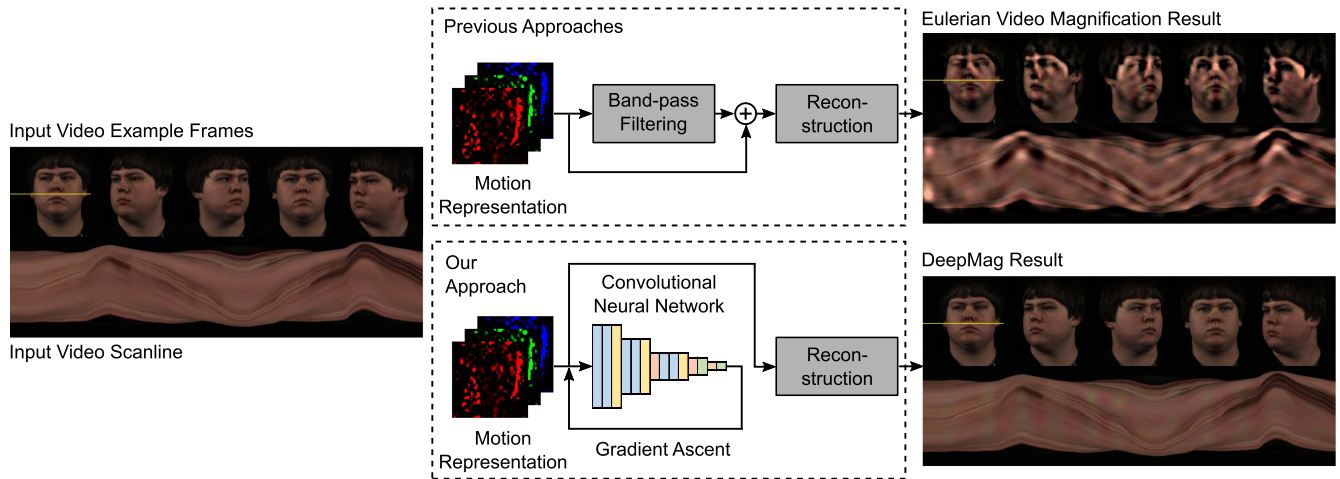 Input Video Example Frames
Input Video Scanline
Previous Approaches
Motion
Representation
Band-pass
Filtering
Recon-
struction
Eulerian Video Magnification Result
Our
Approach
Motion
Representation
Convolutional
Neural Network
Gradient Ascent
Recon-
struction
DeepMag Result